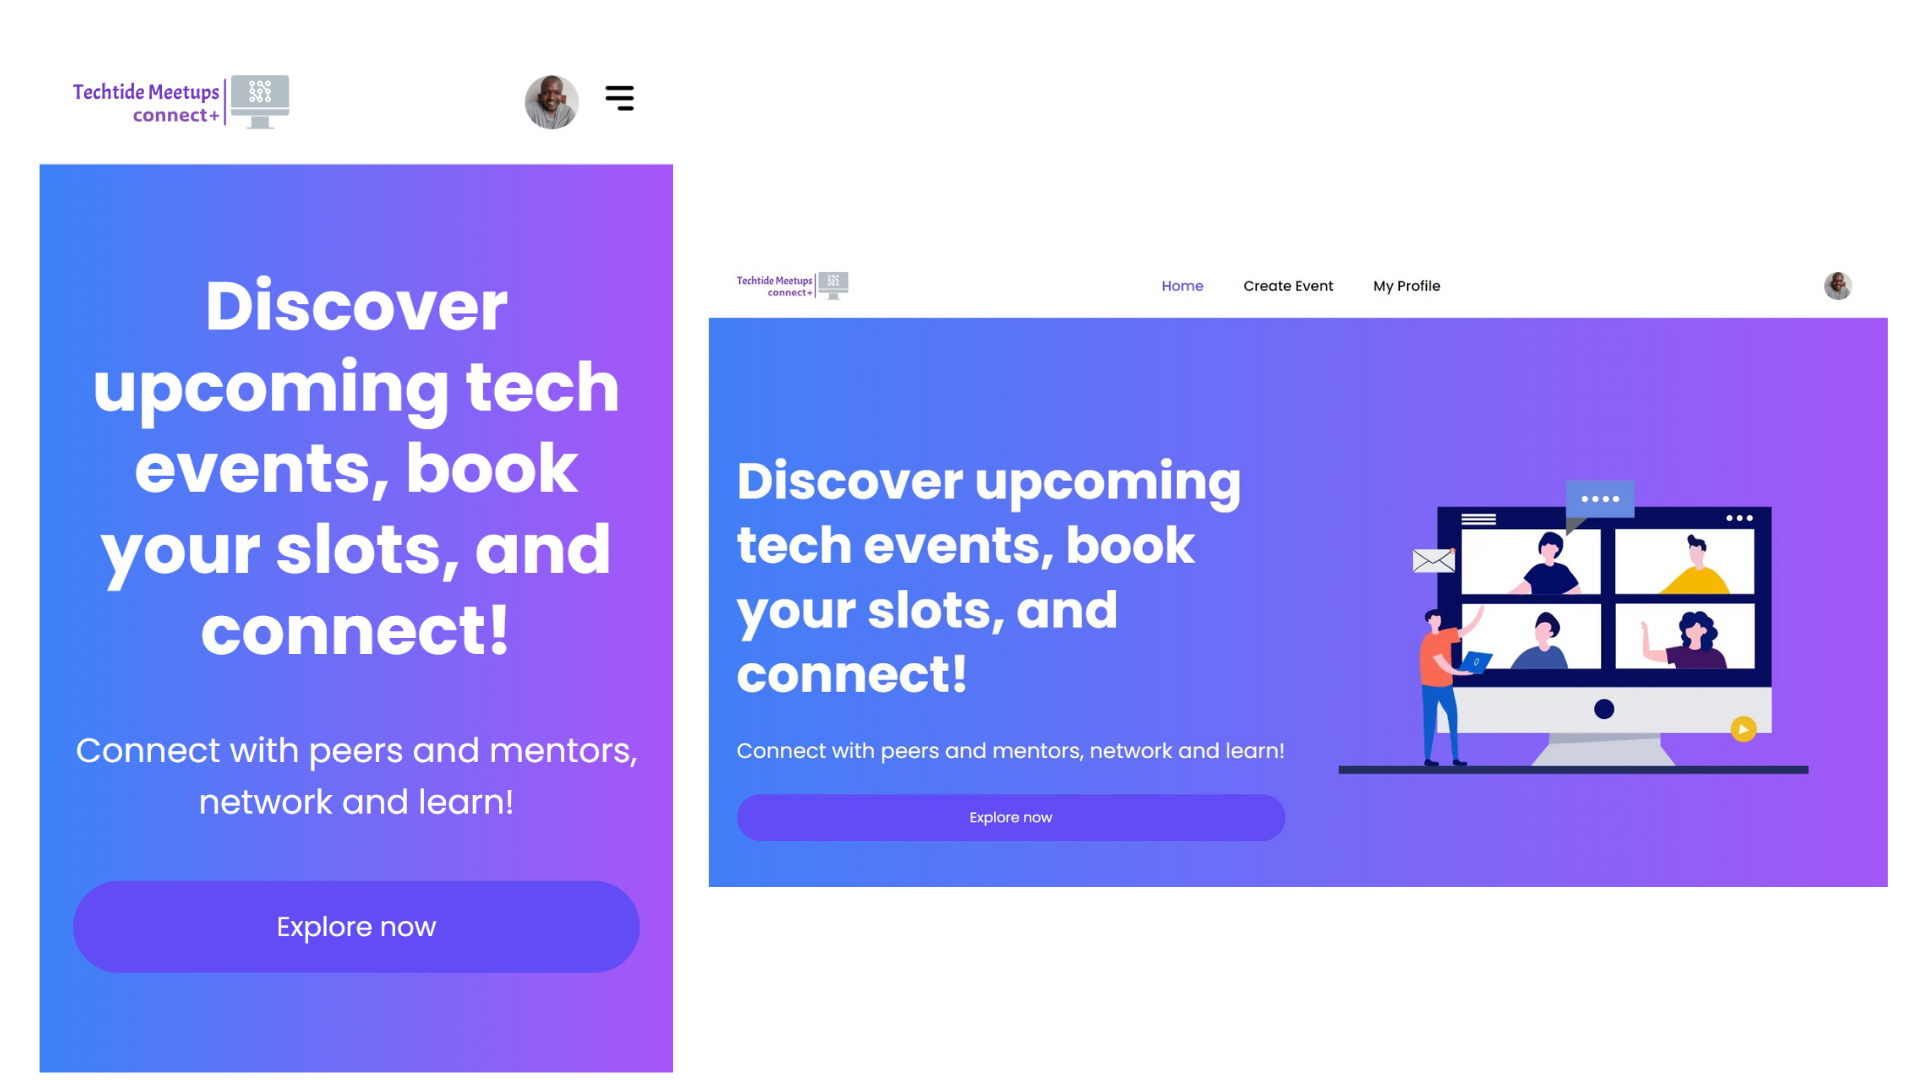 Techtide Meetups
connect+
Discover
upcoming tech
events, book
your slots, and
connect!
Connect with peers and mentors,
network and learn!
Explore now
Techtide Meetups
connect+
Home
Create Event
My Profile
Discover upcoming
tech events, book
your slots, and
connect!
Connect with peers and mentors, network and learn!
Explore now